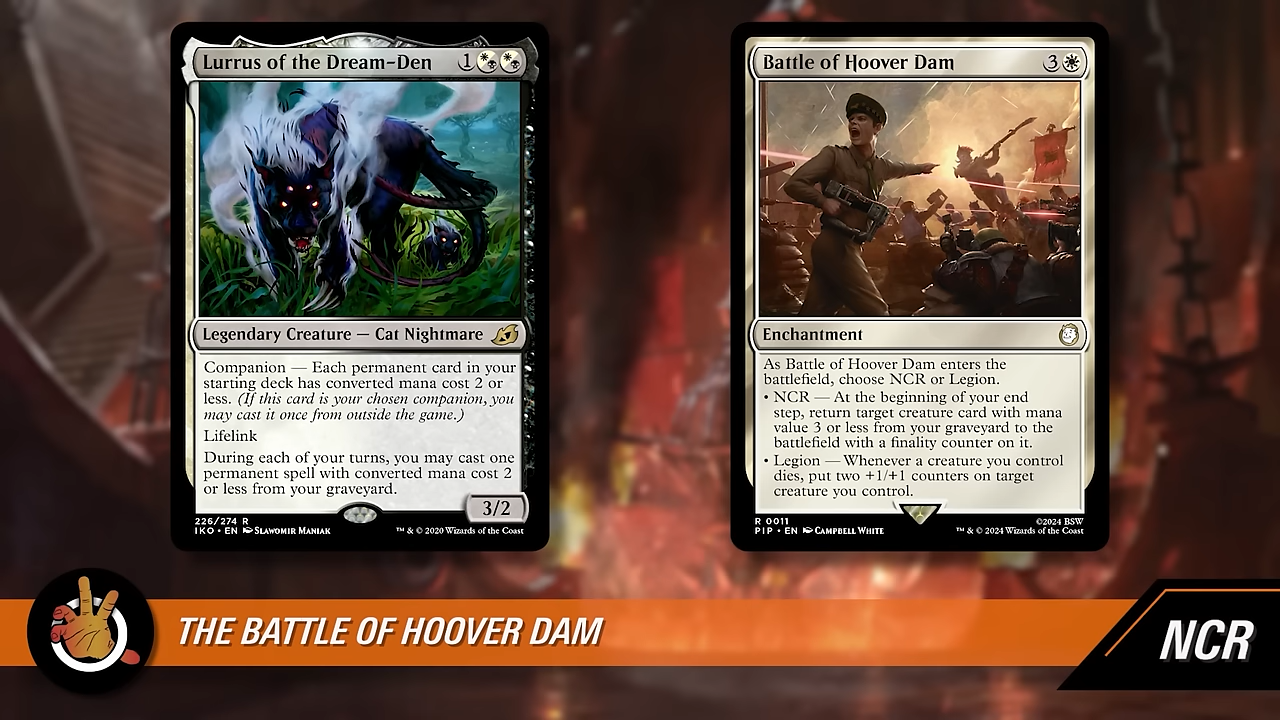 Lurrus of the Dream-Den 1
Legendary Creature — Cat Nightmare
Companion — Each permanent card in your
starting deck has converted mana cost 2 or
less. (If this card is your chosen companion, you
may cast it once from outside the game.)
Lifelink
During each of your turns, you may cast one
permanent spell with converted mana cost 2
or less from your graveyard.
3/2
226/274 R
IKO • EN Slawomir Maniak ™ & © 2020 Wizards of the Coast
Battle of Hoover Dam 3
Enchantment
As Battle of Hoover Dam enters the
battlefield, choose NCR or Legion.
• NCR — At the beginning of your end
step, return target creature card with mana
value 3 or less from your graveyard to the
battlefield with a finality counter on it.
• Legion — Whenever a creature you control
dies, put two +1/+1 counters on target
creature you control.
R 0011 ©2024 BSW
PIP • EN Campbell White ™ & © 2024 Wizards of the Coast
THE BATTLE OF HOOVER DAM
NCR